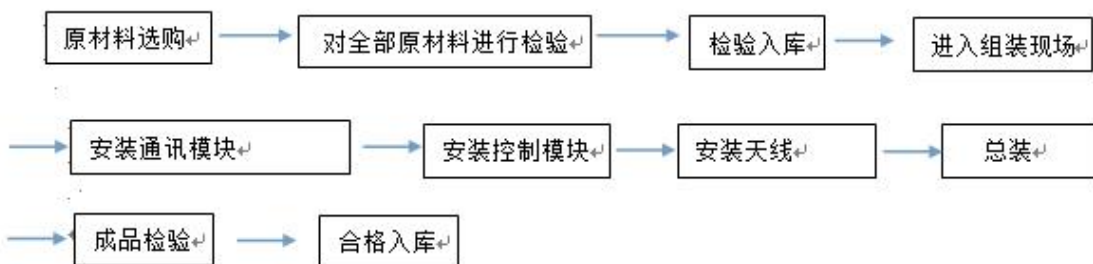 原材料选购 对全部原材料进行检验 检验入库 进入组装现场
安装通讯模块 安装控制模块 安装天线 总装
成品检验 合格入库